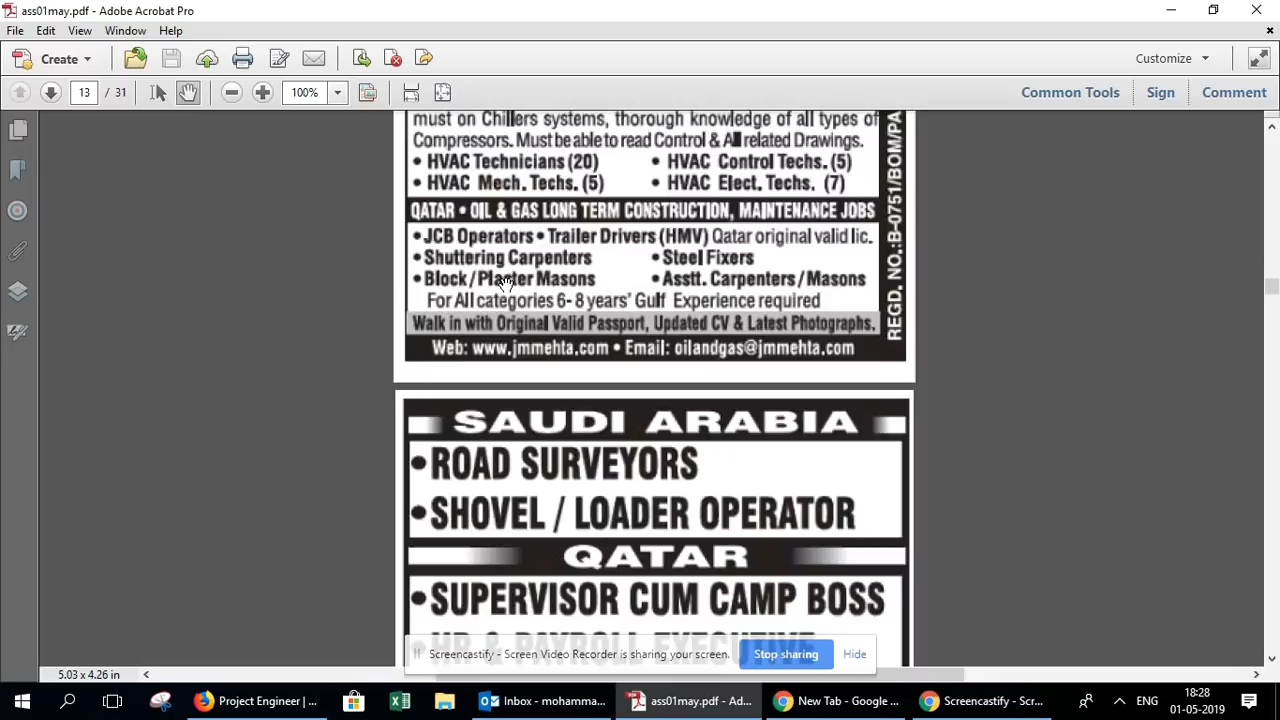 ass01may.pdf - Adobe Acrobat Pro
File Edit View Window Help
Create
Customize
13 / 31
100%
Common Tools Sign Comment
must on Chillers systems, thorough knowledge of all types of
Compressors. Must be able to read Control & All related Drawings.
• HVAC Technicians (20) • HVAC Control Techs. (5)
• HVAC Mech. Techs. (5) • HVAC Elect. Techs. (7)
QATAR • OIL & GAS LONG TERM CONSTRUCTION, MAINTENANCE JOBS
• JCB Operators • Trailer Drivers (HMV) Qatar original valid lic.
• Shuttering Carpenters • Steel Fixers
• Block / Plaster Masons • Asstt. Carpenters / Masons
For All categories 6-8 years' Gulf Experience required
Walk in with Original Valid Passport, Updated CV & Latest Photographs.
Web: www.jmmehta.com • Email: oilandgas@jmmehta.com
REGD. NO.:B-0751/BOM/PA
SAUDI ARABIA
• ROAD SURVEYORS
• SHOVEL / LOADER OPERATOR
QATAR
• SUPERVISOR CUM CAMP BOSS
• HR & PAYROLL EXECUTIVE
Screencastify - Screen Video Recorder is sharing your screen. Stop sharing Hide
5.03 x 4.26 in
Project Engineer | ...
Inbox - mohamma...
ass01may.pdf - Ad...
New Tab - Google ...
Screencastify - Scr...
ENG
18:28
01-05-2019